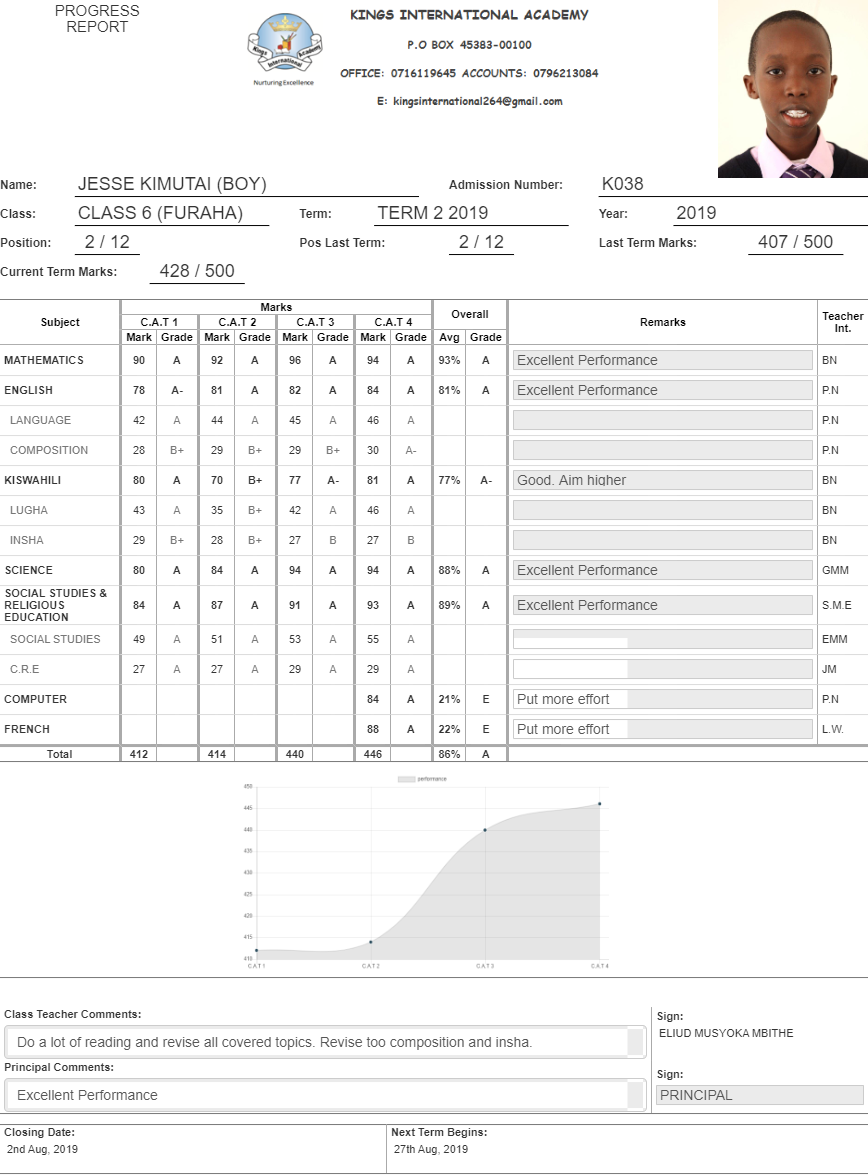 PROGRESS
REPORT
Kings International Academy
Nurturing Excellence
KINGS INTERNATIONAL ACADEMY
P.O BOX 45383-00100
OFFICE: 0716119645 ACCOUNTS: 0796213084
E: kingsinternational264@gmail.com
Name: JESSE KIMUTAI (BOY) Admission Number: K038
Class: CLASS 6 (FURAHA) Term: TERM 2 2019 Year: 2019
Position: 2 / 12 Pos Last Term: 2 / 12 Last Term Marks: 407 / 500
Current Term Marks: 428 / 500
Subject Marks Overall Remarks Teacher Int.
C.A.T 1 C.A.T 2 C.A.T 3 C.A.T 4
Mark Grade Mark Grade Mark Grade Mark Grade Avg Grade
MATHEMATICS 90 A 92 A 96 A 94 A 93% A Excellent Performance BN
ENGLISH 78 A- 81 A 82 A 84 A 81% A Excellent Performance P.N
LANGUAGE 42 A 44 A 45 A 46 A P.N
COMPOSITION 28 B+ 29 B+ 29 B+ 30 A- P.N
KISWAHILI 80 A 70 B+ 77 A- 81 A 77% A- Good. Aim higher BN
LUGHA 43 A 35 B+ 42 A 46 A BN
INSHA 29 B+ 28 B+ 27 B 27 B BN
SCIENCE 80 A 84 A 94 A 94 A 88% A Excellent Performance GMM
SOCIAL STUDIES &
RELIGIOUS
EDUCATION 84 A 87 A 91 A 93 A 89% A Excellent Performance S.M.E
SOCIAL STUDIES 49 A 51 A 53 A 55 A EMM
C.R.E 27 A 27 A 29 A 29 A JM
COMPUTER 84 A 21% E Put more effort P.N
FRENCH 88 A 22% E Put more effort L.W.
Total 412 414 440 446 86% A
performance
450
445
440
435
430
425
420
415
410
CAT1 CAT2 CAT3 CAT4
Class Teacher Comments:
Do a lot of reading and revise all covered topics. Revise too composition and insha.
Sign:
ELIUD MUSYOKA MBITHE
Principal Comments:
Excellent Performance
Sign:
PRINCIPAL
Closing Date:
2nd Aug, 2019
Next Term Begins:
27th Aug, 2019